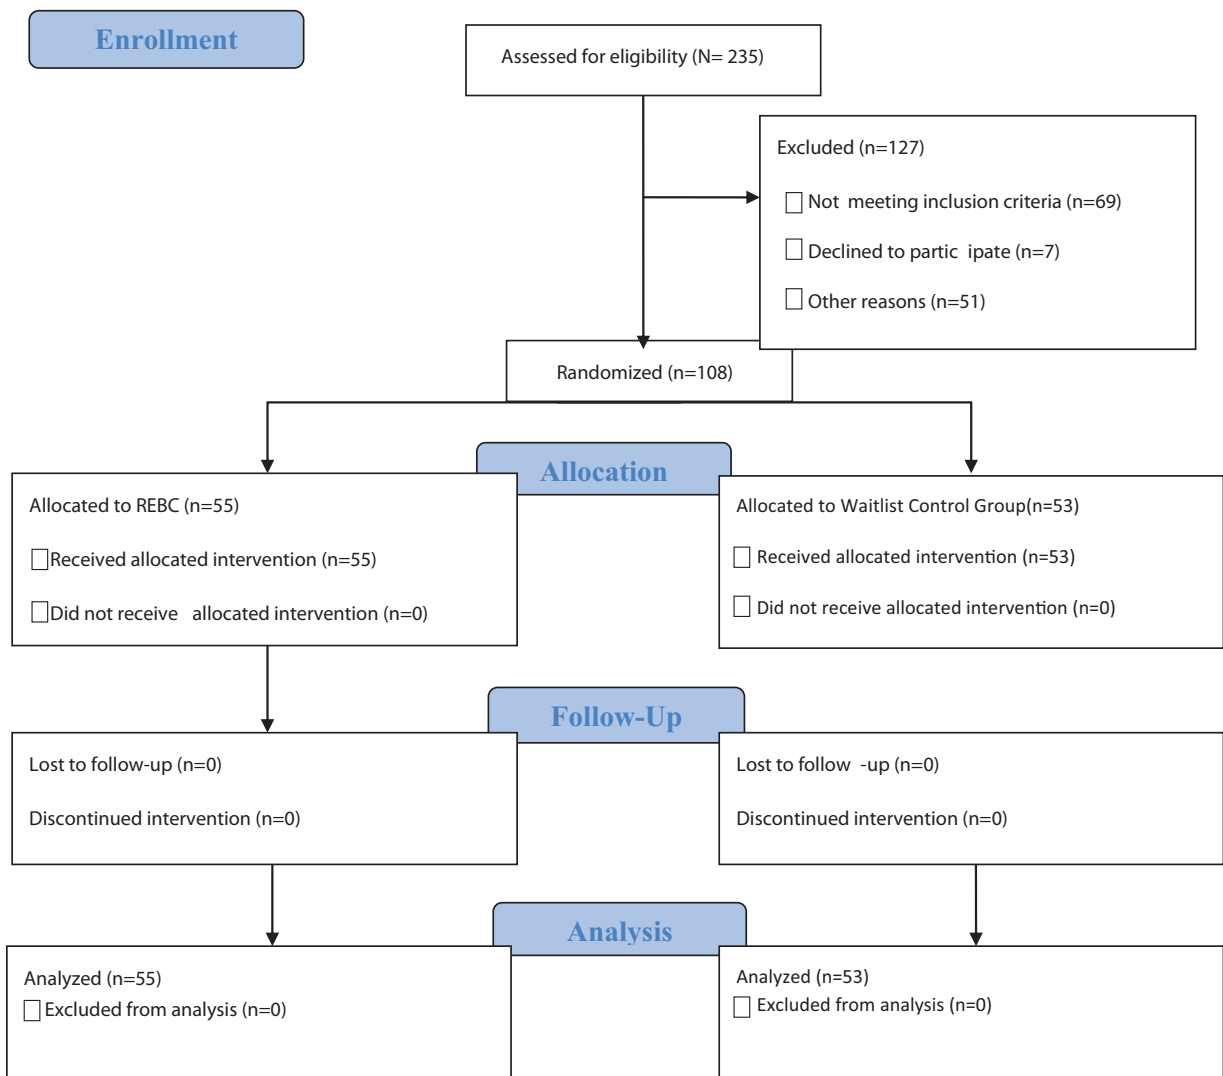 Enrollment
Assessed for eligibility (N= 235)
Excluded (n=127)
Not meeting inclusion criteria (n=69)
Declined to partic ipate (n=7)
Other reasons (n=51)
Randomized (n=108)
Allocation
Allocated to REBC (n=55)
Received allocated intervention (n=55)
Did not receive allocated intervention (n=0)
Allocated to Waitlist Control Group(n=53)
Received allocated intervention (n=53)
Did not receive allocated intervention (n=0)
Follow-Up
Lost to follow-up (n=0)
Discontinued intervention (n=0)
Lost to follow -up (n=0)
Discontinued intervention (n=0)
Analysis
Analyzed (n=55)
Excluded from analysis (n=0)
Analyzed (n=53)
Excluded from analysis (n=0)